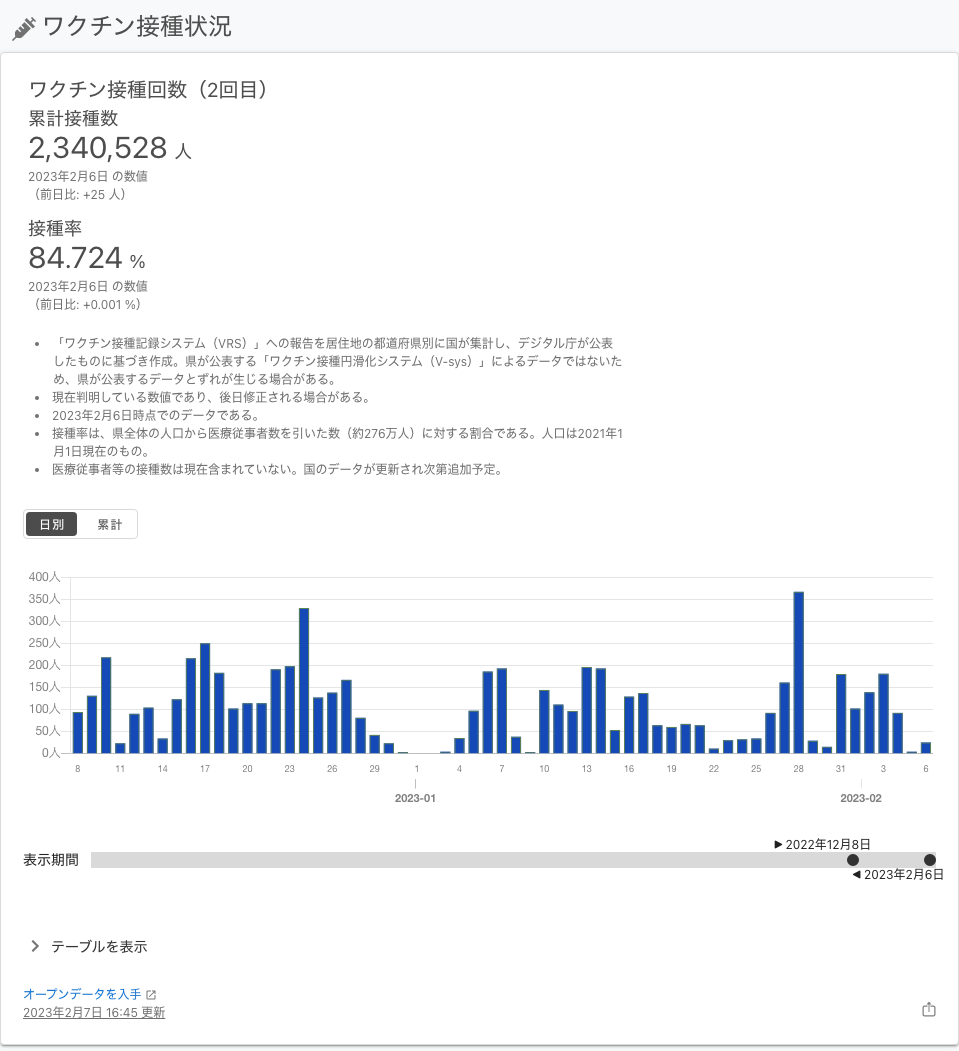 ワクチン接種状況
ワクチン接種回数（2回目）
累計接種数
2,340,528 人
2023年2月6日 の数値
（前日比: +25 人）
接種率
84.724 %
2023年2月6日 の数値
（前日比: +0.001 %）
• 「ワクチン接種記録システム（VRS）」への報告を居住地の都道府県別に国が集計し、デジタル庁が公表
したものに基づき作成。県が公表する「ワクチン接種円滑化システム（V-sys）」によるデータではないた
め、県が公表するデータとずれが生じる場合がある。
• 現在判明している数値であり、後日修正される場合がある。
• 2023年2月6日時点でのデータである。
• 接種率は、県全体の人口から医療従事者数を引いた数（約276万人）に対する割合である。人口は2021年1
月1日現在のもの。
• 医療従事者等の接種数は現在含まれていない。国のデータが更新され次第追加予定。
日別 累計
400人
350人
300人
250人
200人
150人
100人
50人
0人
8 11 14 17 20 23 26 29 1 4 7 10 13 16 19 22 25 28 31 3 6
2023-01 2023-02
▶ 2022年12月8日
表示期間
◀ 2023年2月6日
テーブルを表示
オープンデータを入手
2023年2月7日 16:45 更新